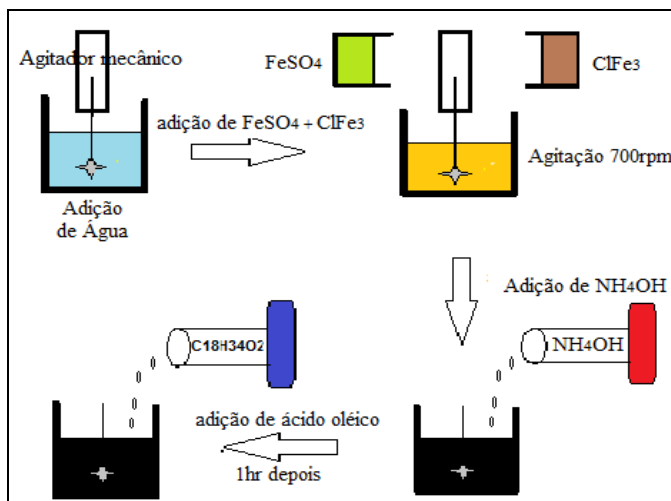 Agitador mecânico
adição de FeSO4 + ClFe3
Adição
de Água
FeSO4
ClFe3
Agitação 700rpm
Adição de NH4OH
NH4OH
C18H34O2
adição de ácido oléico
1hr depois